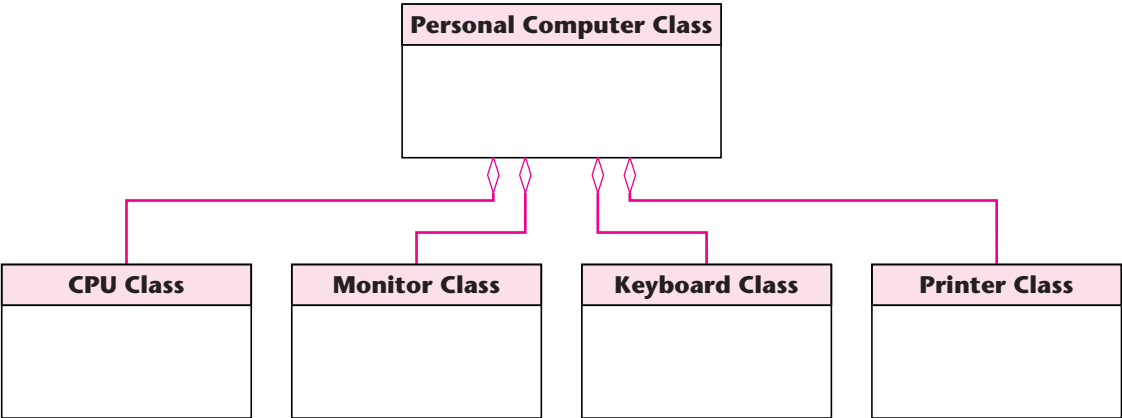 Personal Computer Class
CPU Class
Monitor Class
Keyboard Class
Printer Class